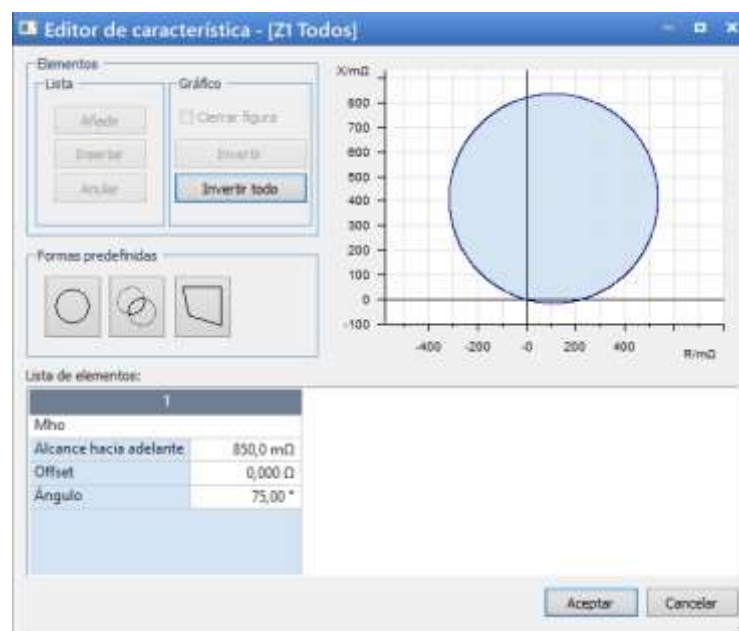 Editor de característica - [Z1 Todos]
Elementos
Lista
Gráfico
Añadir
Cerrar figura
Insertar
Invertir
Anular
Invertir todo
Formas predefinidas
X/mΩ
800
700
600
500
400
300
200
100
0
-100
-400 -200 -0 200 400
R/mΩ
Lista de elementos:
1
Mho
Alcance hacia adelante 850,0 mΩ
Offset 0,000 Ω
Ángulo 75,00 °
Aceptar Cancelar